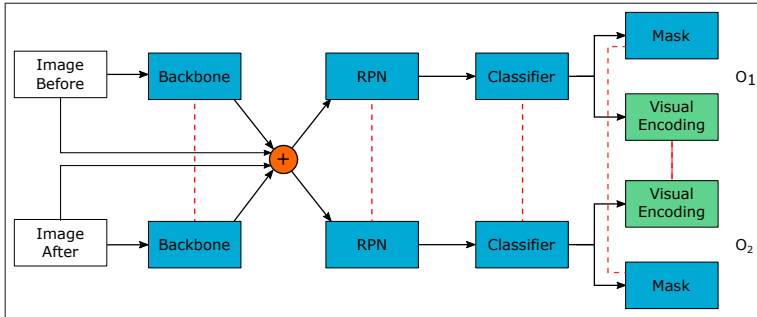 Image
Before
Backbone
RPN
Classifier
Mask
O1
Visual
Encoding
+
Visual
Encoding
Image
After
Backbone
RPN
Classifier
O2
Mask